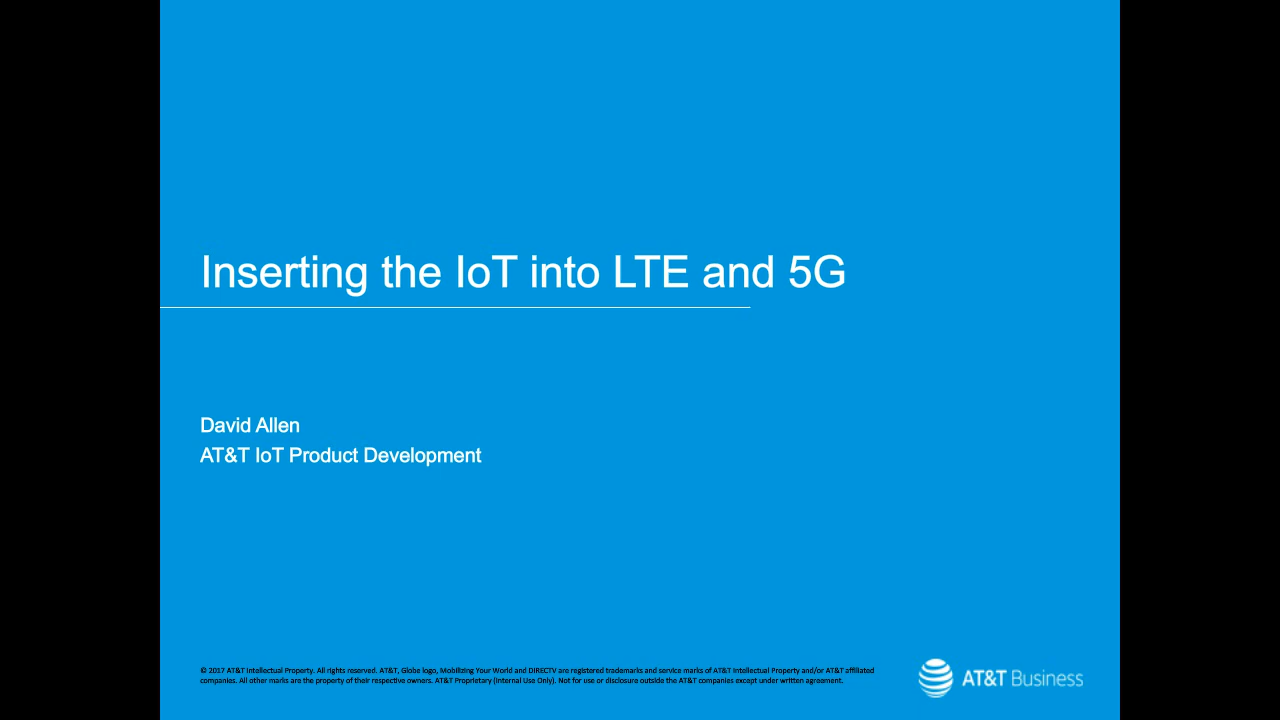 Inserting the IoT into LTE and 5G
David Allen
AT&T IoT Product Development
© 2017 AT&T Intellectual Property. All rights reserved. AT&T, Globe logo, Mobilizing Your World and DIRECTV are registered trademarks and service marks of AT&T Intellectual Property and/or AT&T affiliated
companies. All other marks are the property of their respective owners. AT&T Proprietary (Internal Use Only). Not for use or disclosure outside the AT&T companies except under written agreement.
AT&T Business